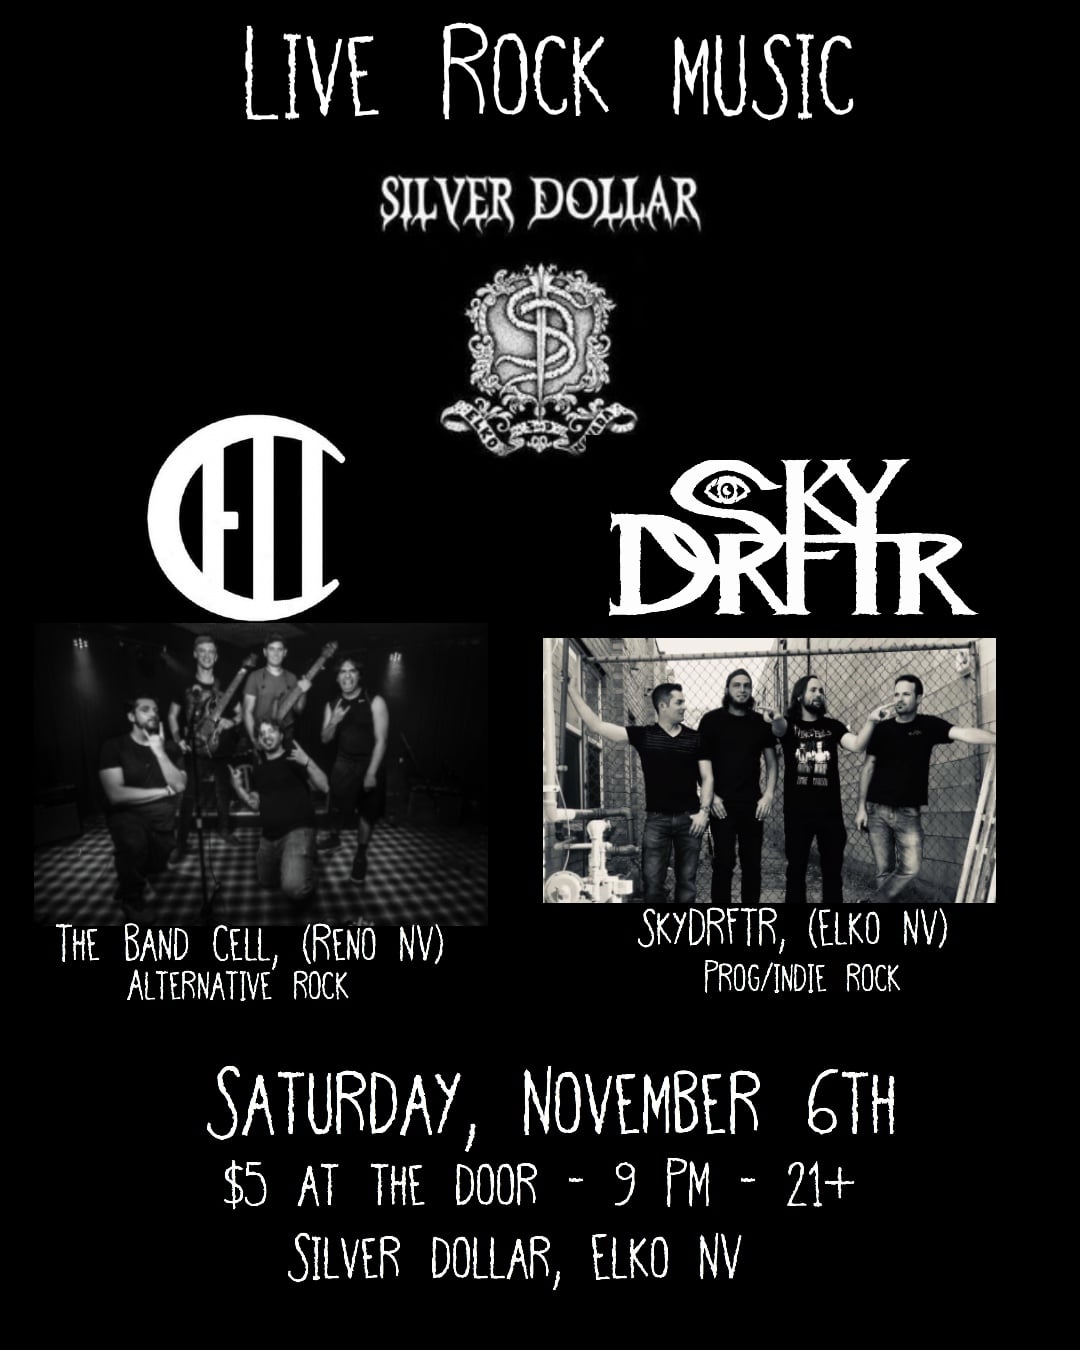 Live Rock music
SILVER DOLLAR
CELL
SKY
DRFTR
The Band Cell, (Reno NV)
Alternative rock
SkyDRFTR, (Elko NV)
Prog/Indie rock
Saturday, November 6th
$5 at the door - 9 PM - 21+
Silver dollar, Elko NV